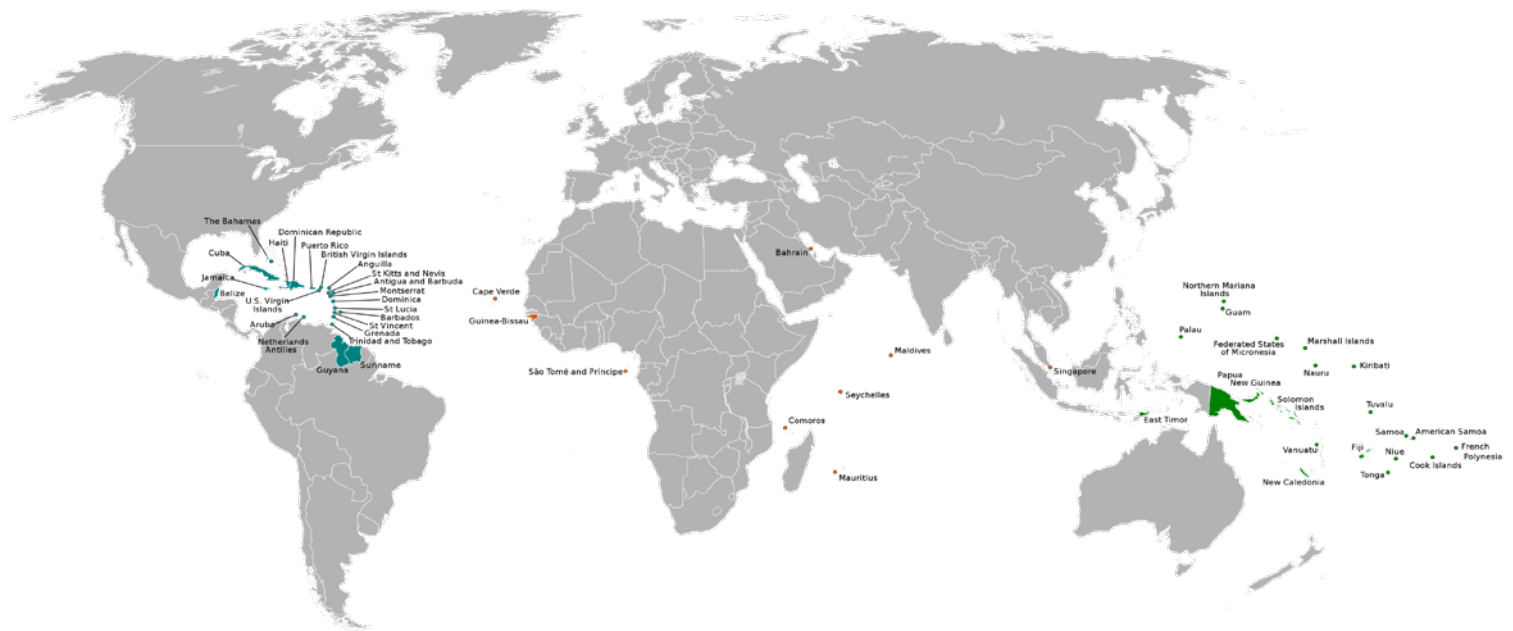 The Bahamas
Dominican Republic
Haiti
Puerto Rico
British Virgin Islands
Cuba
Anguilla
St Kitts and Nevis
Jamaica
Antigua and Barbuda
Belize
Montserrat
U.S. Virgin
Islands
Dominica
St Lucia
Barbados
Aruba
St Vincent
Grenada
Netherlands
Antilles
Trinidad and Tobago
Guyana
Suriname
Cape Verde
Guinea-Bissau
São Tomé and Príncipe
Bahrain
Maldives
Seychelles
Comoros
Mauritius
Singapore
East Timor
Northern Mariana
Islands
Guam
Palau
Federated States
of Micronesia
Marshall Islands
Nauru
Kiribati
Papua
New Guinea
Solomon
Islands
Tuvalu
Samoa
American Samoa
Vanuatu
Fiji
Niue
French
Polynesia
Cook Islands
Tonga
New Caledonia